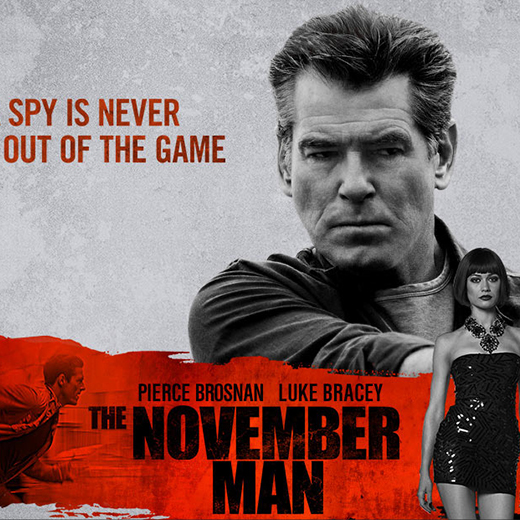 SPY IS NEVER
OUT OF THE GAME
PIERCE BROSNAN LUKE BRACEY
THE NOVEMBER
MAN